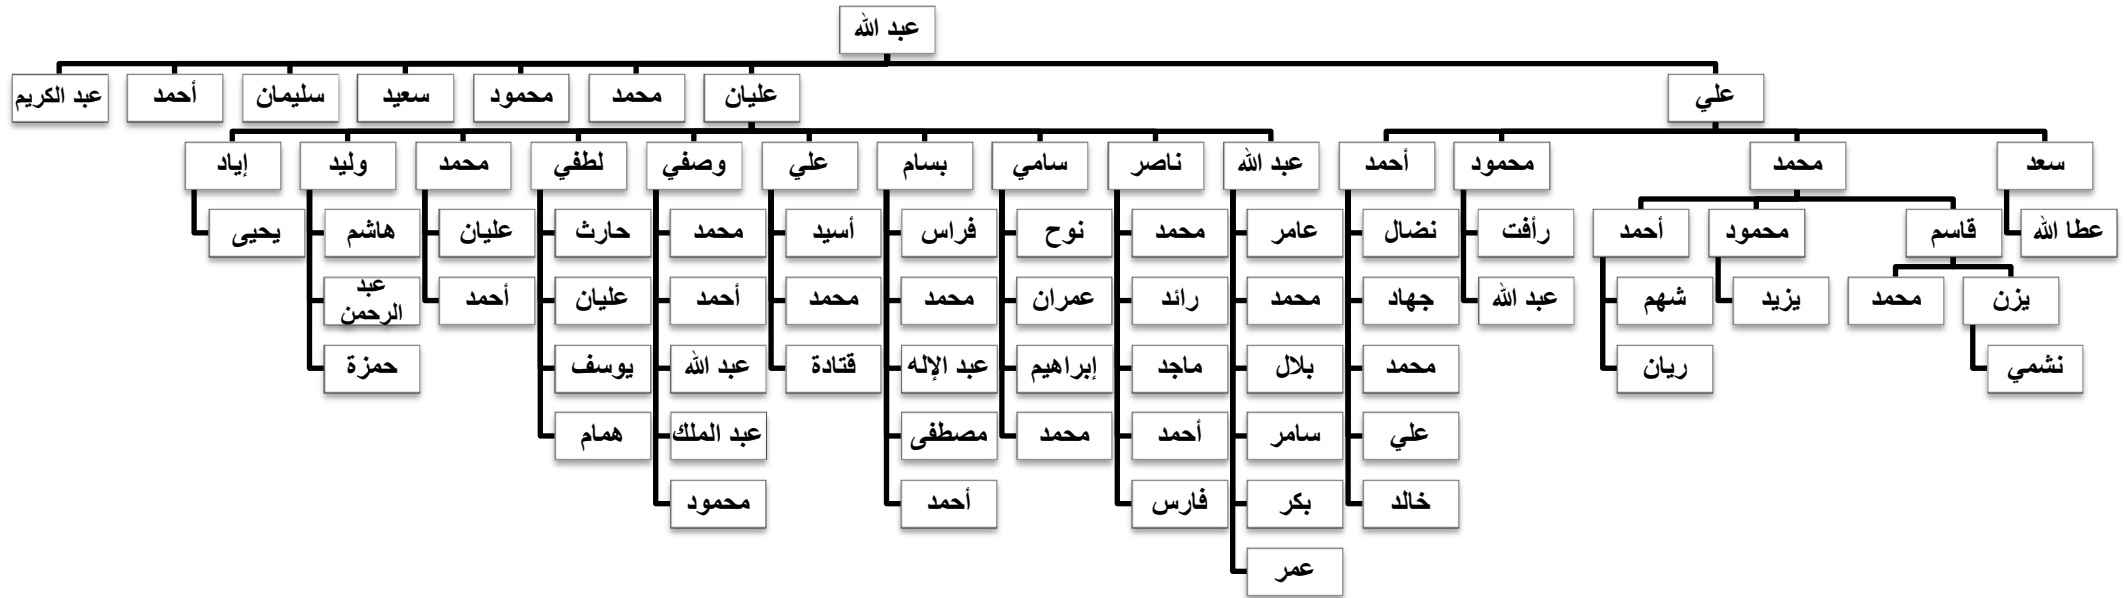 عبد الله
علي
عليان
محمد
محمود
سعيد
سليمان
أحمد
عبد الكريم
سعد
محمد
محمود
أحمد
عبد الله
ناصر
سامي
بسام
علي
وصفي
لطفي
محمد
وليد
إياد
عطا الله
قاسم
محمود
أحمد
رأفت
نضال
عامر
محمد
نوح
فراس
أسيد
محمد
حارث
عليان
هاشم
يحيى
يزن
محمد
يزيد
شهم
عبد الله
جهاد
محمد
رائد
عمران
محمد
محمد
أحمد
عليان
أحمد
عبد
الرحمن
نشمي
ريان
محمد
بلال
ماجد
إبراهيم
عبد الإله
قتادة
عبد الله
يوسف
حمزة
علي
سامر
أحمد
محمد
مصطفى
عبد الملك
همام
خالد
بكر
فارس
أحمد
محمود
عمر